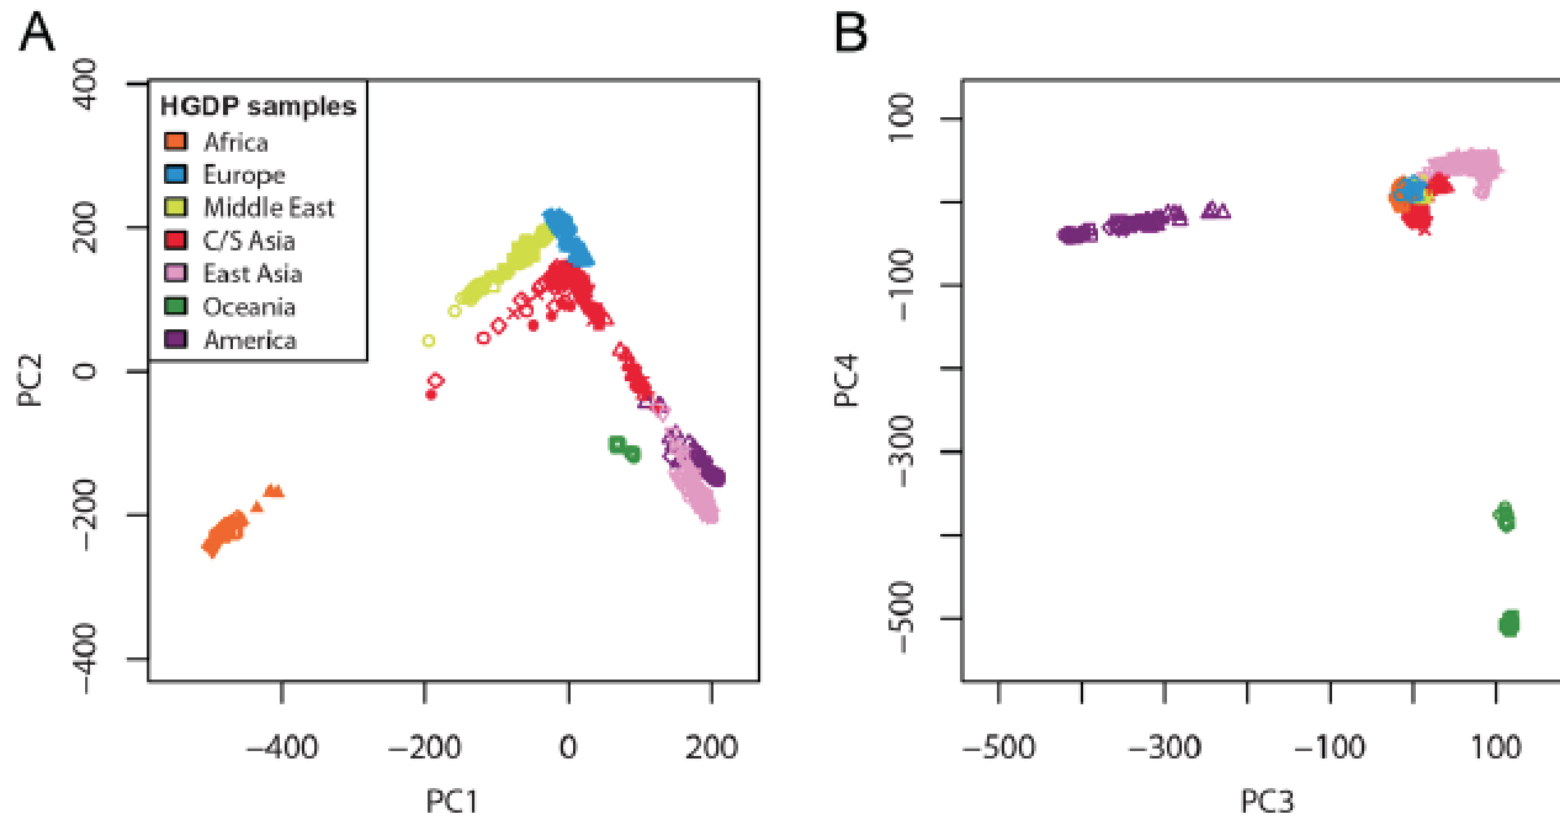 A
B
400
200
0
−200
−400
PC2
HGDP samples
Africa
Europe
Middle East
C/S Asia
East Asia
Oceania
America
−400 −200 0 200
PC1
100
−100
−300
−500
PC4
−500 −300 −100 100
PC3